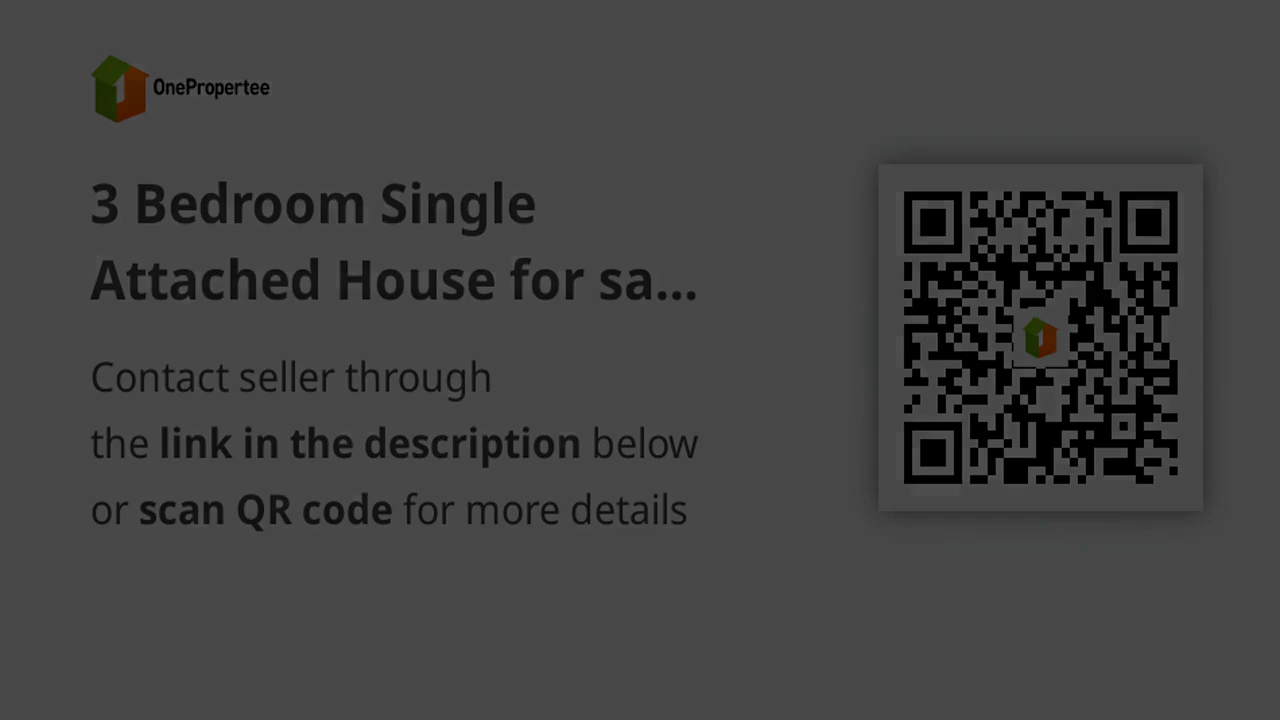 OnePropertee
3 Bedroom Single
Attached House for sa...
Contact seller through
the link in the description below
or scan QR code for more details